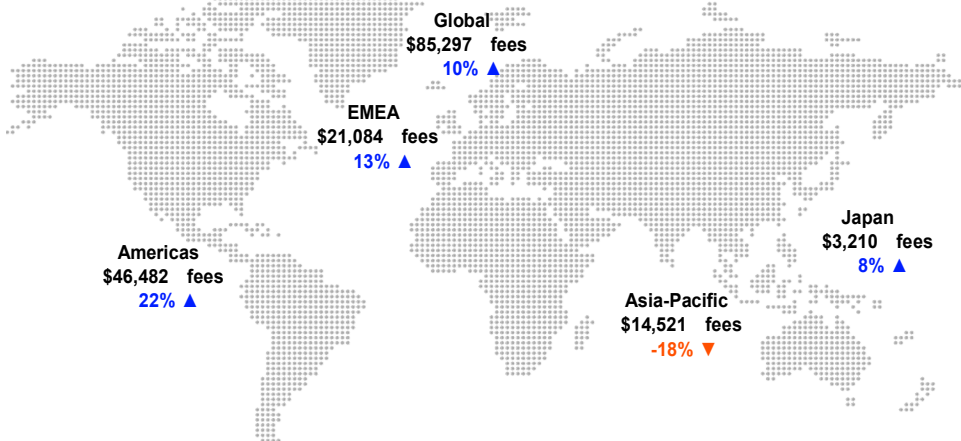 Global
$85,297 fees
10% ▲
EMEA
$21,084 fees
13% ▲
Americas
$46,482 fees
22% ▲
Japan
$3,210 fees
8% ▲
Asia-Pacific
$14,521 fees
-18% ▼